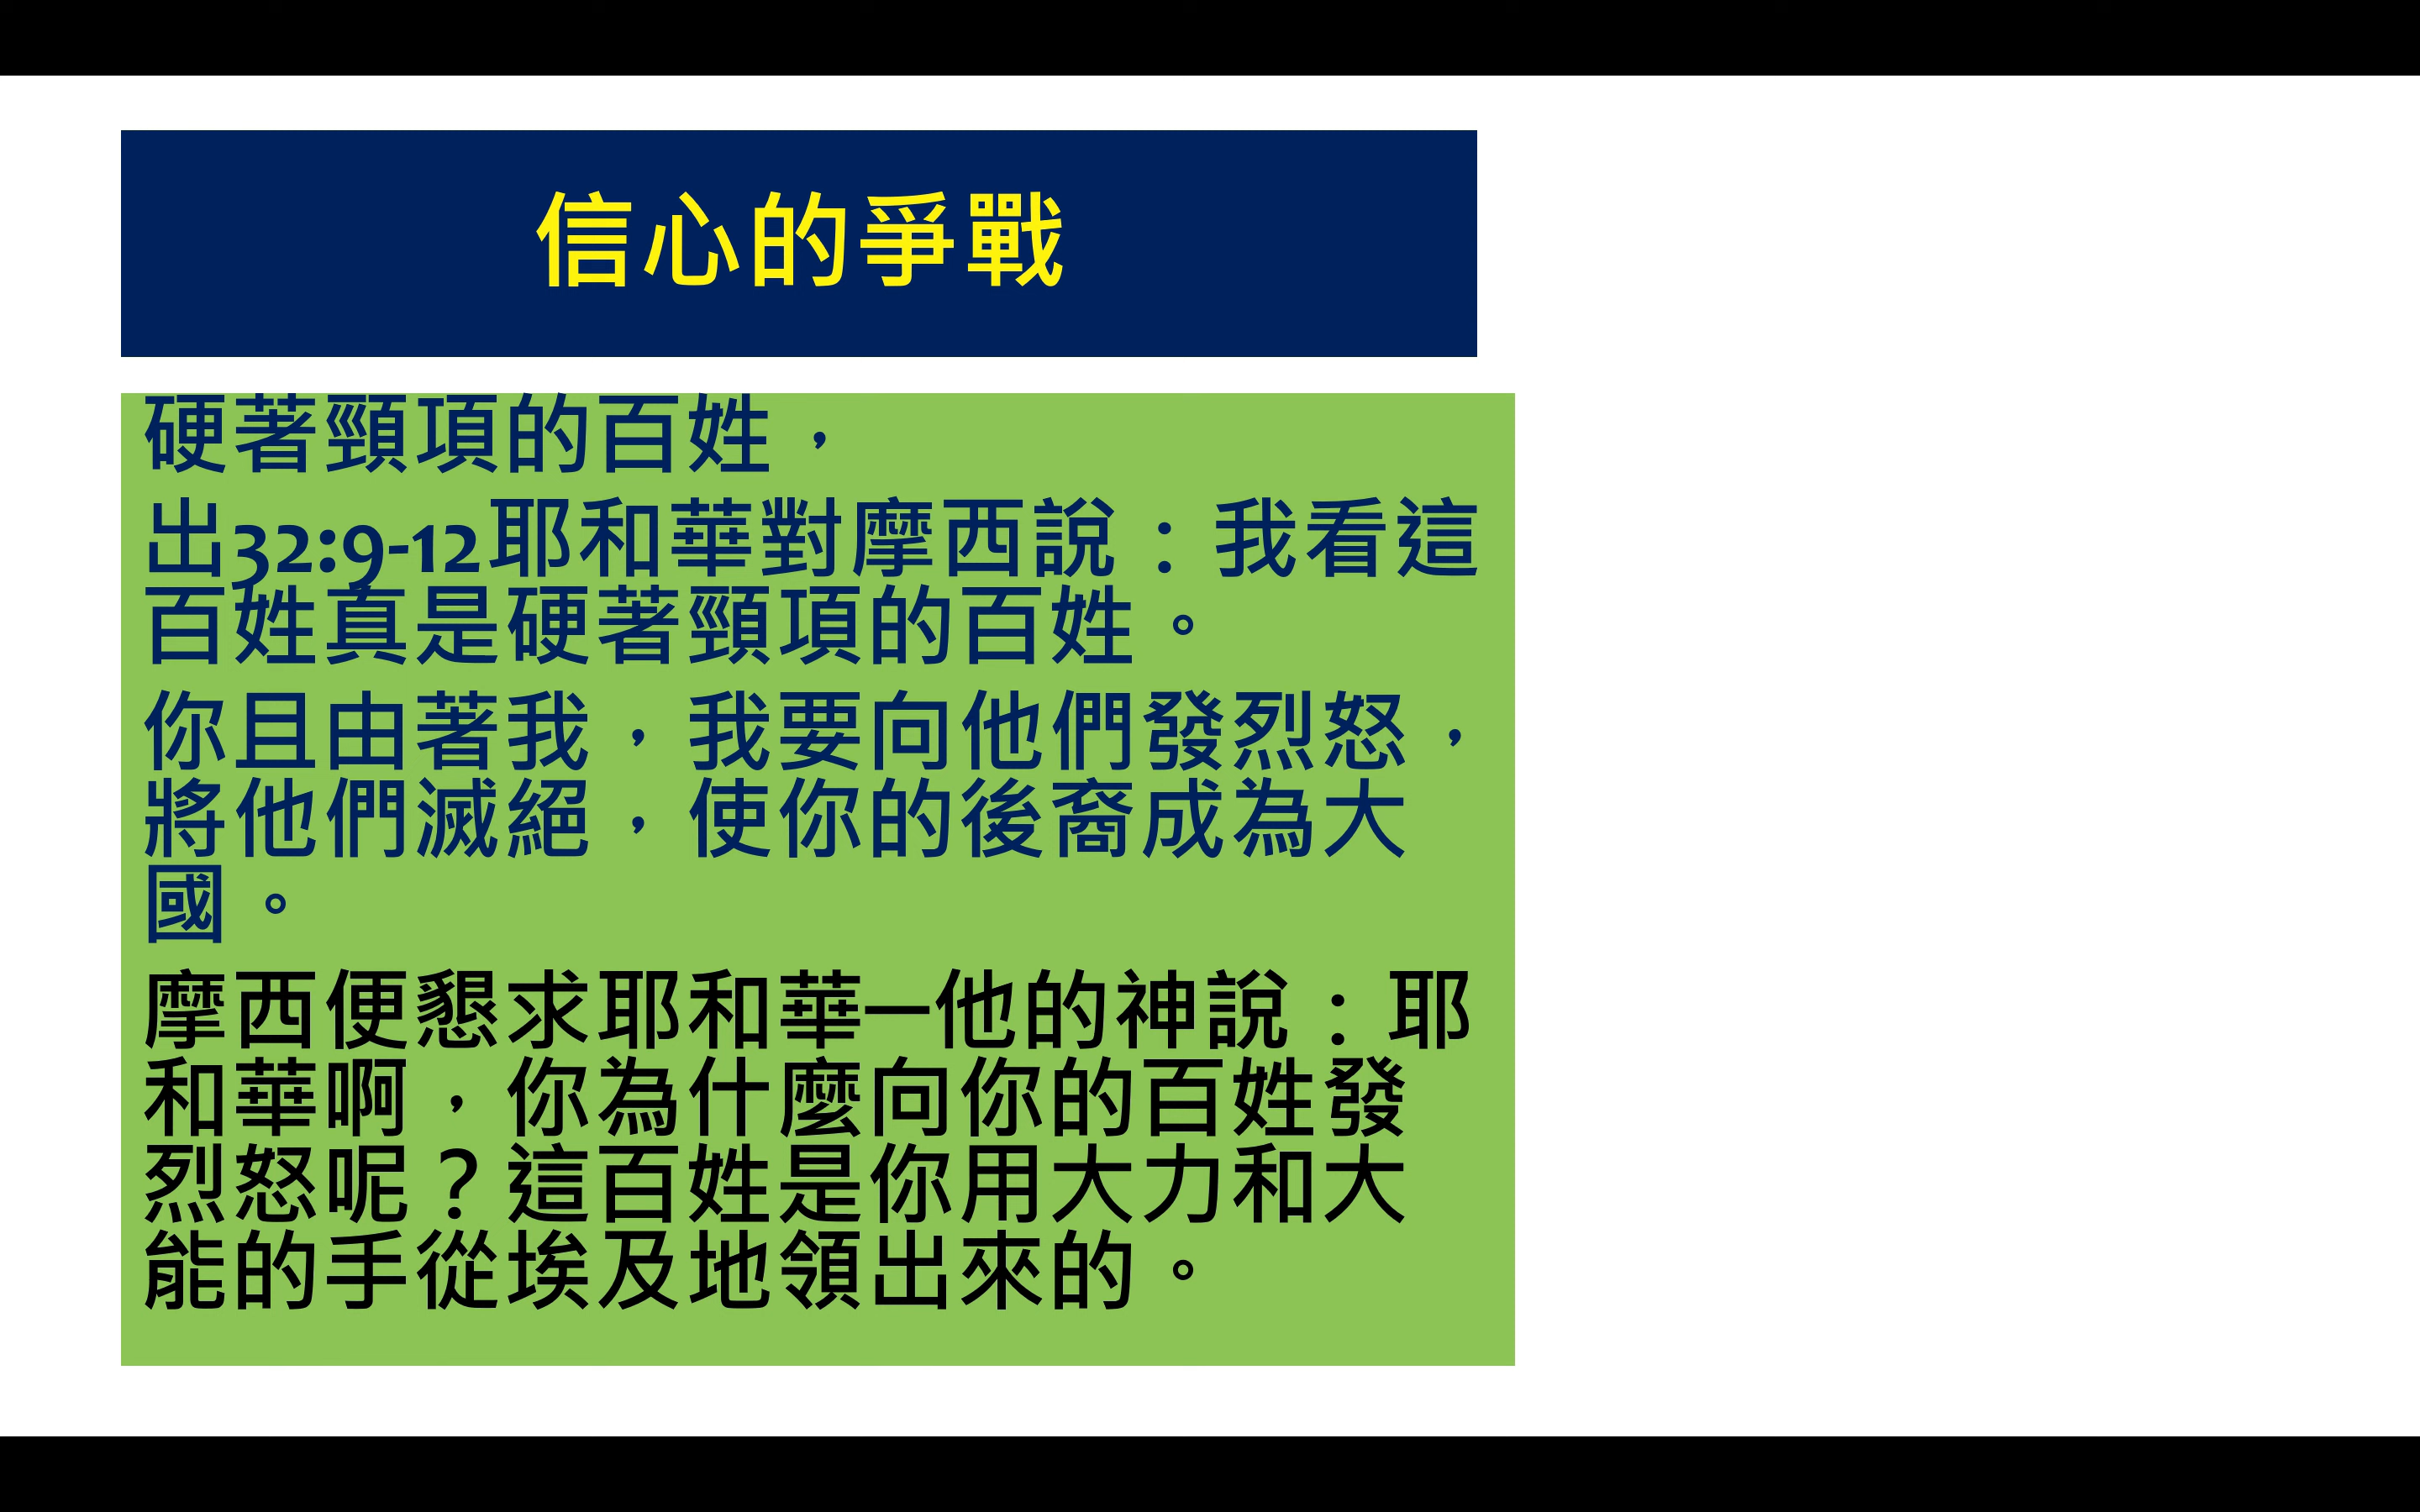 信心的爭戰
硬著頸項的百姓，
出32:9-12耶和華對摩西說：我看這
百姓真是硬著頸項的百姓。
你且由著我，我要向他們發烈怒，
將他們滅絕，使你的後裔成為大
國。
摩西便懇求耶和華—他的神說：耶
和華啊，你為什麼向你的百姓發
烈怒呢？這百姓是你用大力和大
能的手從埃及地領出來的。